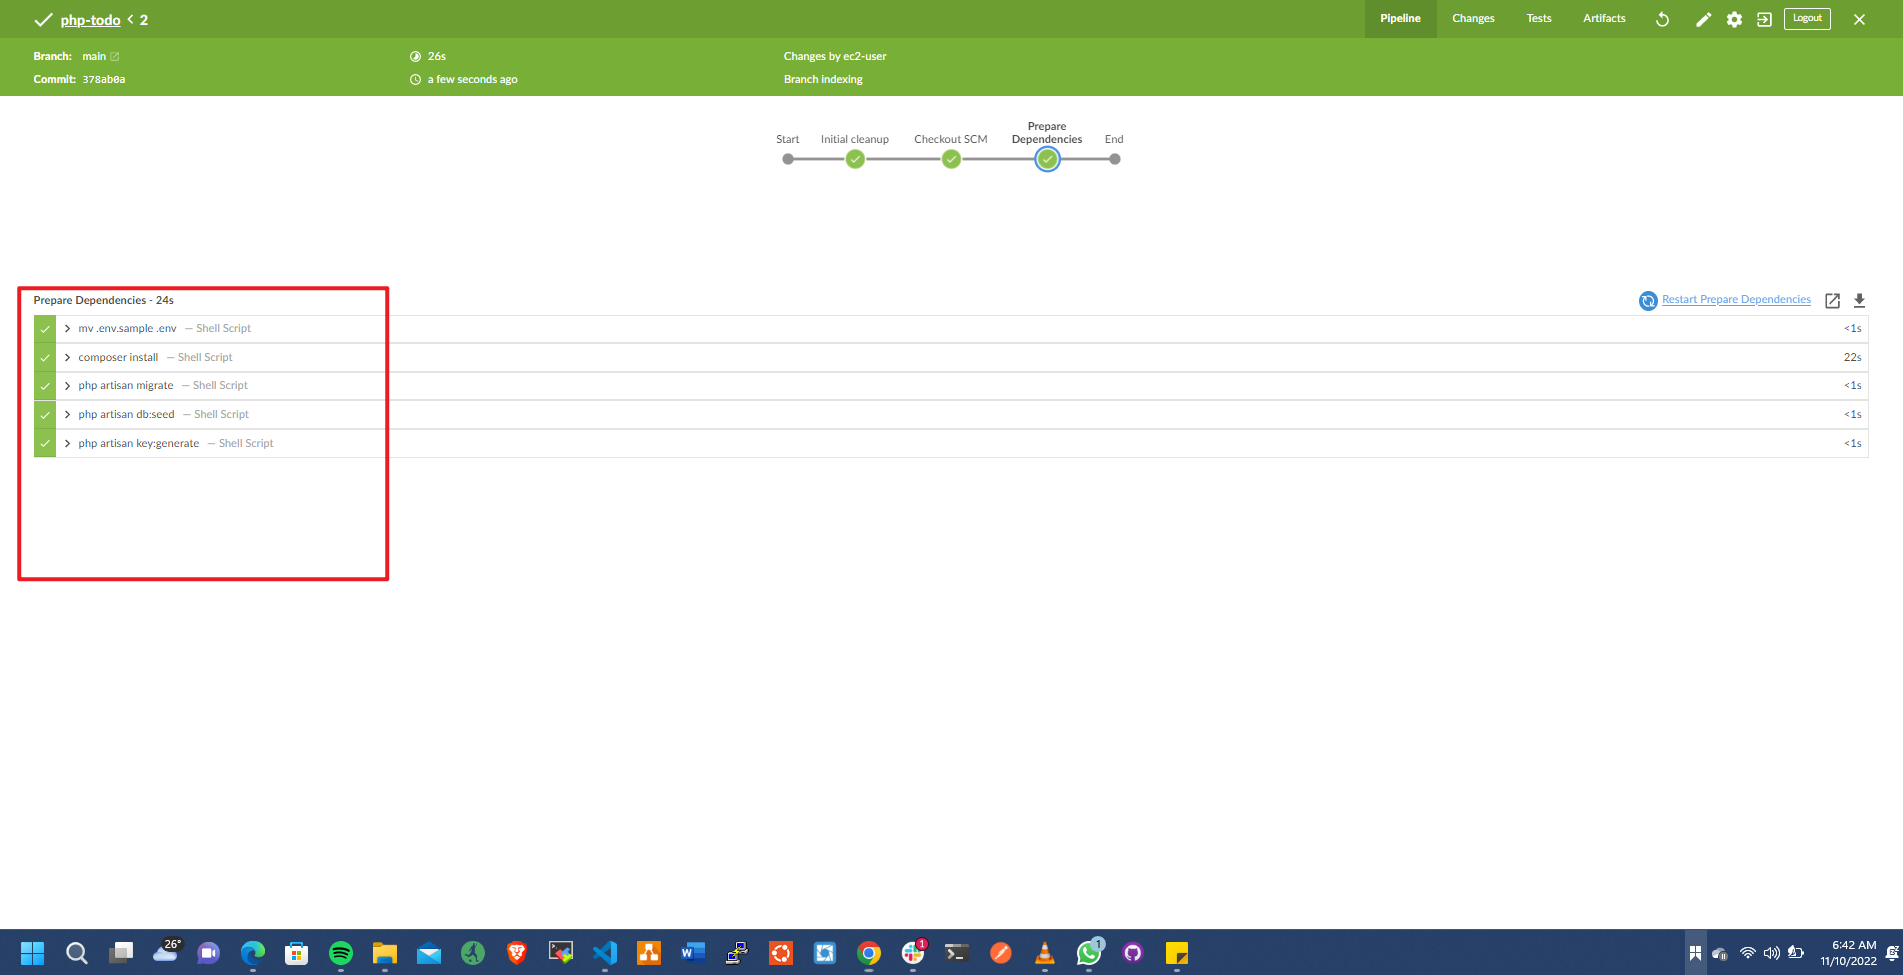 php-todo < 2
Pipeline
Changes
Tests
Artifacts
Logout
Branch: main
26s
Changes by ec2-user
Commit: 378ab0a
a few seconds ago
Branch indexing
Start
Initial cleanup
Checkout SCM
Prepare
Dependencies
End
Prepare Dependencies - 24s
Restart Prepare Dependencies
mv .env.sample .env — Shell Script
<1s
composer install — Shell Script
22s
php artisan migrate — Shell Script
<1s
php artisan db:seed — Shell Script
<1s
php artisan key:generate — Shell Script
<1s
26°
1
1
6:42 AM
11/10/2022